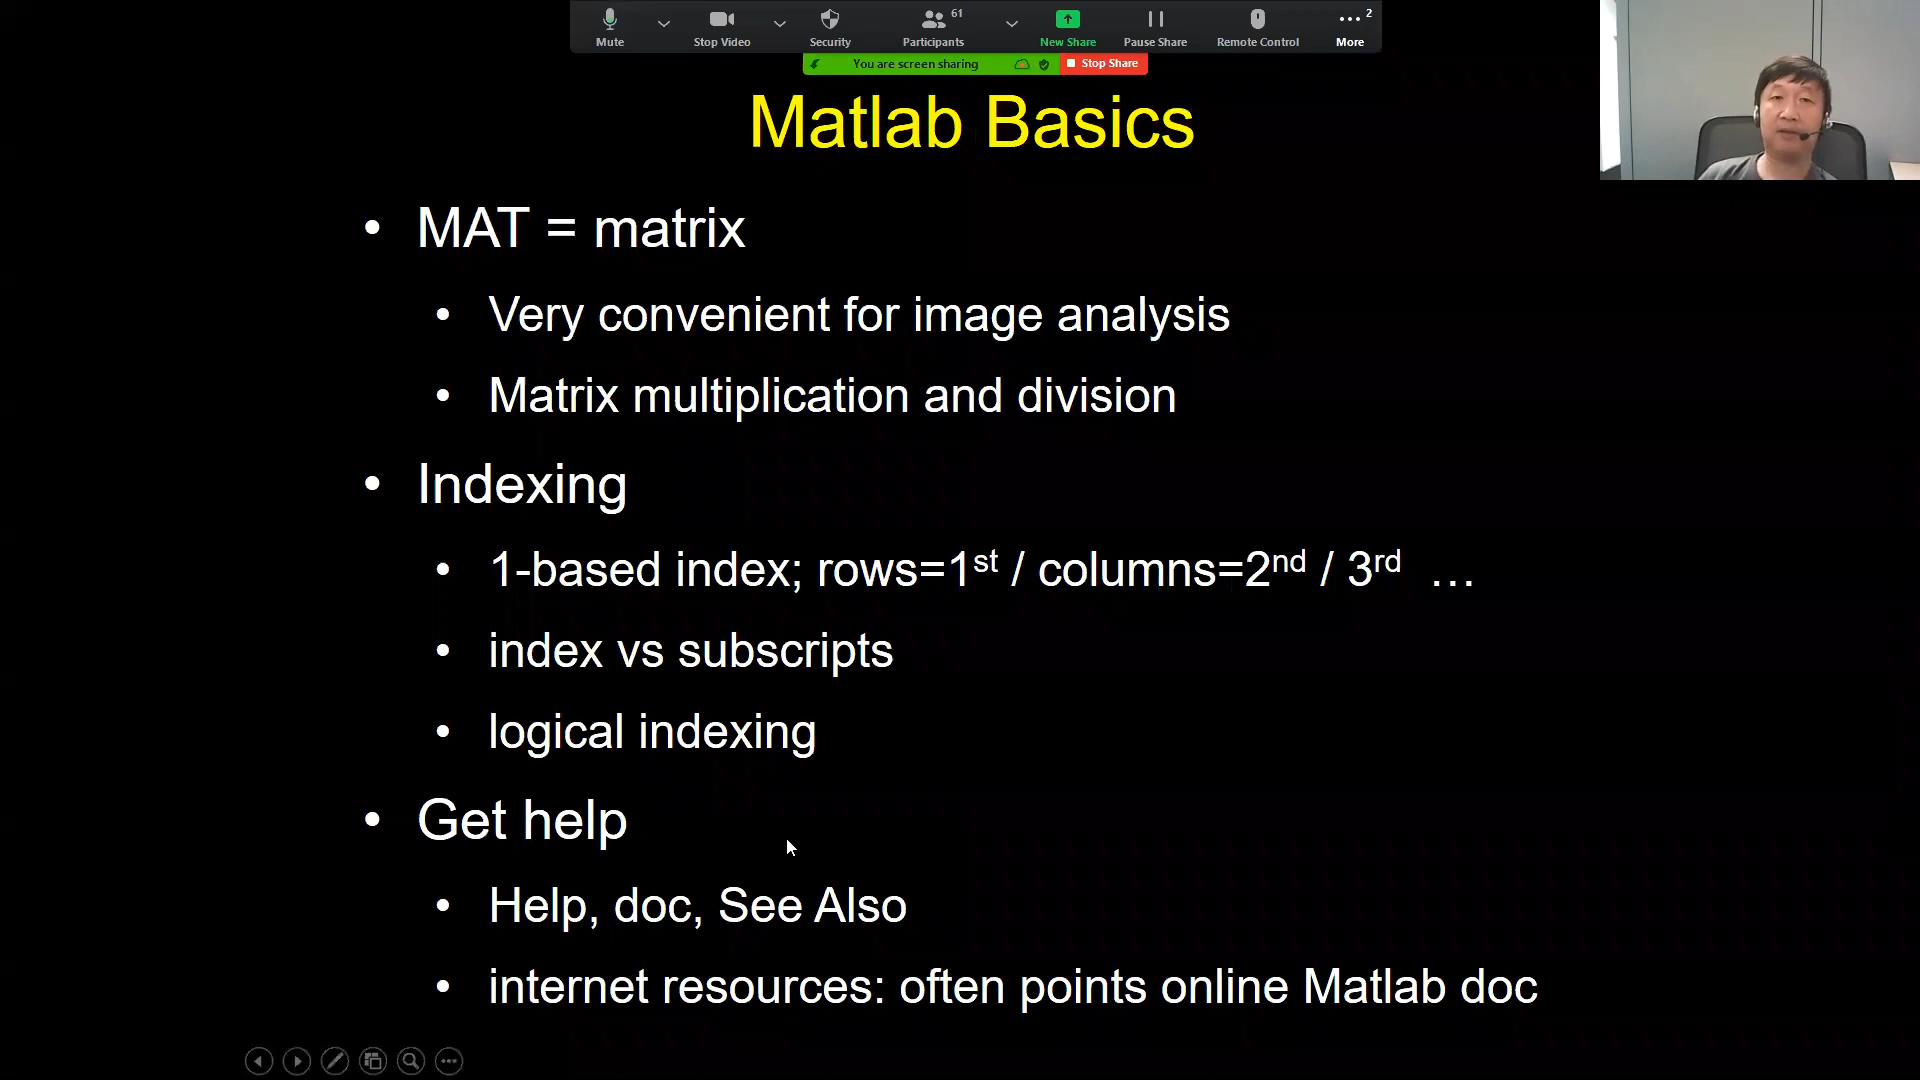 Mute
Stop Video
Security
Participants
61
New Share
Pause Share
Remote Control
More
2
You are screen sharing
Stop Share
Matlab Basics
• MAT = matrix
• Very convenient for image analysis
• Matrix multiplication and division
• Indexing
• 1-based index; rows=1st / columns=2nd / 3rd …
• index vs subscripts
• logical indexing
• Get help
• Help, doc, See Also
• internet resources: often points online Matlab doc